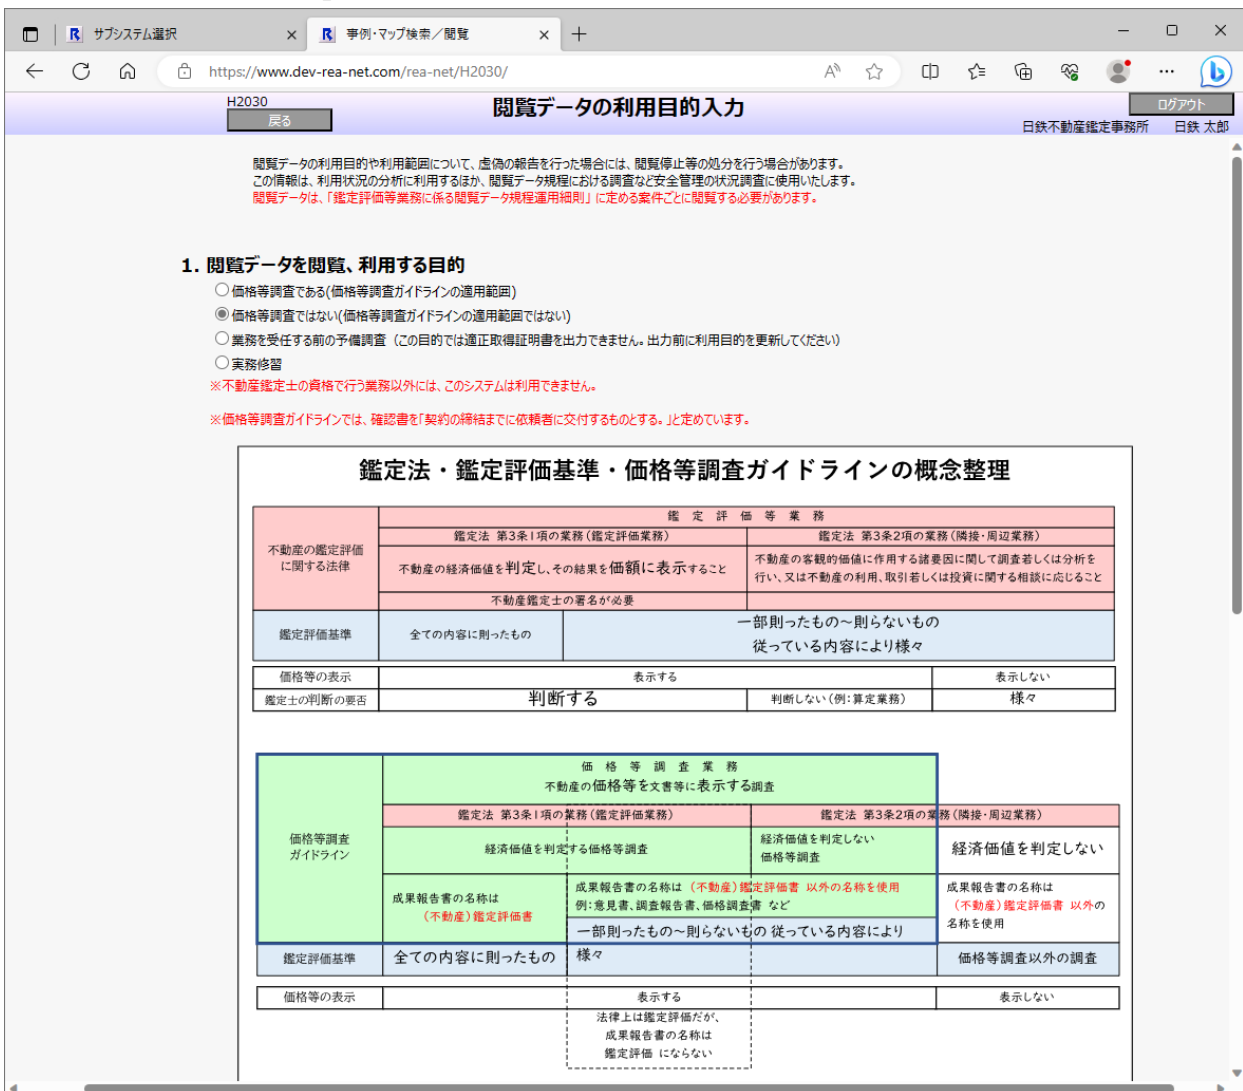 サブシステム選択
事例・マップ検索／閲覧
https://www.dev-rea-net.com/rea-net/H2030/
H2030
戻る
閲覧データの利用目的入力
ログアウト
日鉄不動産鑑定事務所 日鉄 太郎
閲覧データの利用目的や利用範囲について、虚偽の報告を行った場合には、閲覧停止等の処分を行う場合があります。
この情報は、利用状況の分析に利用するほか、閲覧データ規程における調査など安全管理の状況調査に使用いたします。
閲覧データは、「鑑定評価等業務に係る閲覧データ規程運用細則」に定める案件ごとに閲覧する必要があります。
1. 閲覧データを閲覧、利用する目的
価格等調査である(価格等調査ガイドラインの適用範囲)
価格等調査ではない(価格等調査ガイドラインの適用範囲ではない)
業務を受任する前の予備調査（この目的では適正取得証明書を出力できません。出力前に利用目的を更新してください）
実務修習
※不動産鑑定士の資格で行う業務以外には、このシステムは利用できません。
※価格等調査ガイドラインでは、確認書を「契約の締結までに依頼者に交付するものとする。」と定めています。
鑑定法・鑑定評価基準・価格等調査ガイドラインの概念整理
不動産の鑑定評価
に関する法律
鑑定評価等業務
鑑定法 第3条1項の業務(鑑定評価業務)
鑑定法 第3条2項の業務(隣接・周辺業務)
不動産の経済価値を判定し、その結果を価額に表示すること
不動産の客観的価値に作用する諸要因に関して調査若しくは分析を
行い、又は不動産の利用、取引若しくは投資に関する相談に応じること
不動産鑑定士の署名が必要
鑑定評価基準
全ての内容に則ったもの
一部則ったもの～則らないもの
従っている内容により様々
価格等の表示
表示する
表示しない
鑑定士の判断の要否
判断する
判断しない(例:算定業務)
様々
価格等調査
ガイドライン
価格等調査業務
不動産の価格等を文書等に表示する調査
鑑定法 第3条1項の業務(鑑定評価業務)
鑑定法 第3条2項の業務(隣接・周辺業務)
経済価値を判定する価格等調査
経済価値を判定しない
価格等調査
経済価値を判定しない
成果報告書の名称は
(不動産)鑑定評価書
成果報告書の名称は (不動産)鑑定評価書 以外の名称を使用
例:意見書、調査報告書、価格調査書 など
成果報告書の名称は
(不動産)鑑定評価書 以外の
名称を使用
一部則ったもの～則らないもの 従っている内容により
様々
鑑定評価基準
全ての内容に則ったもの
価格等調査以外の調査
価格等の表示
表示する
表示しない
法律上は鑑定評価だが、
成果報告書の名称は
鑑定評価 にならない